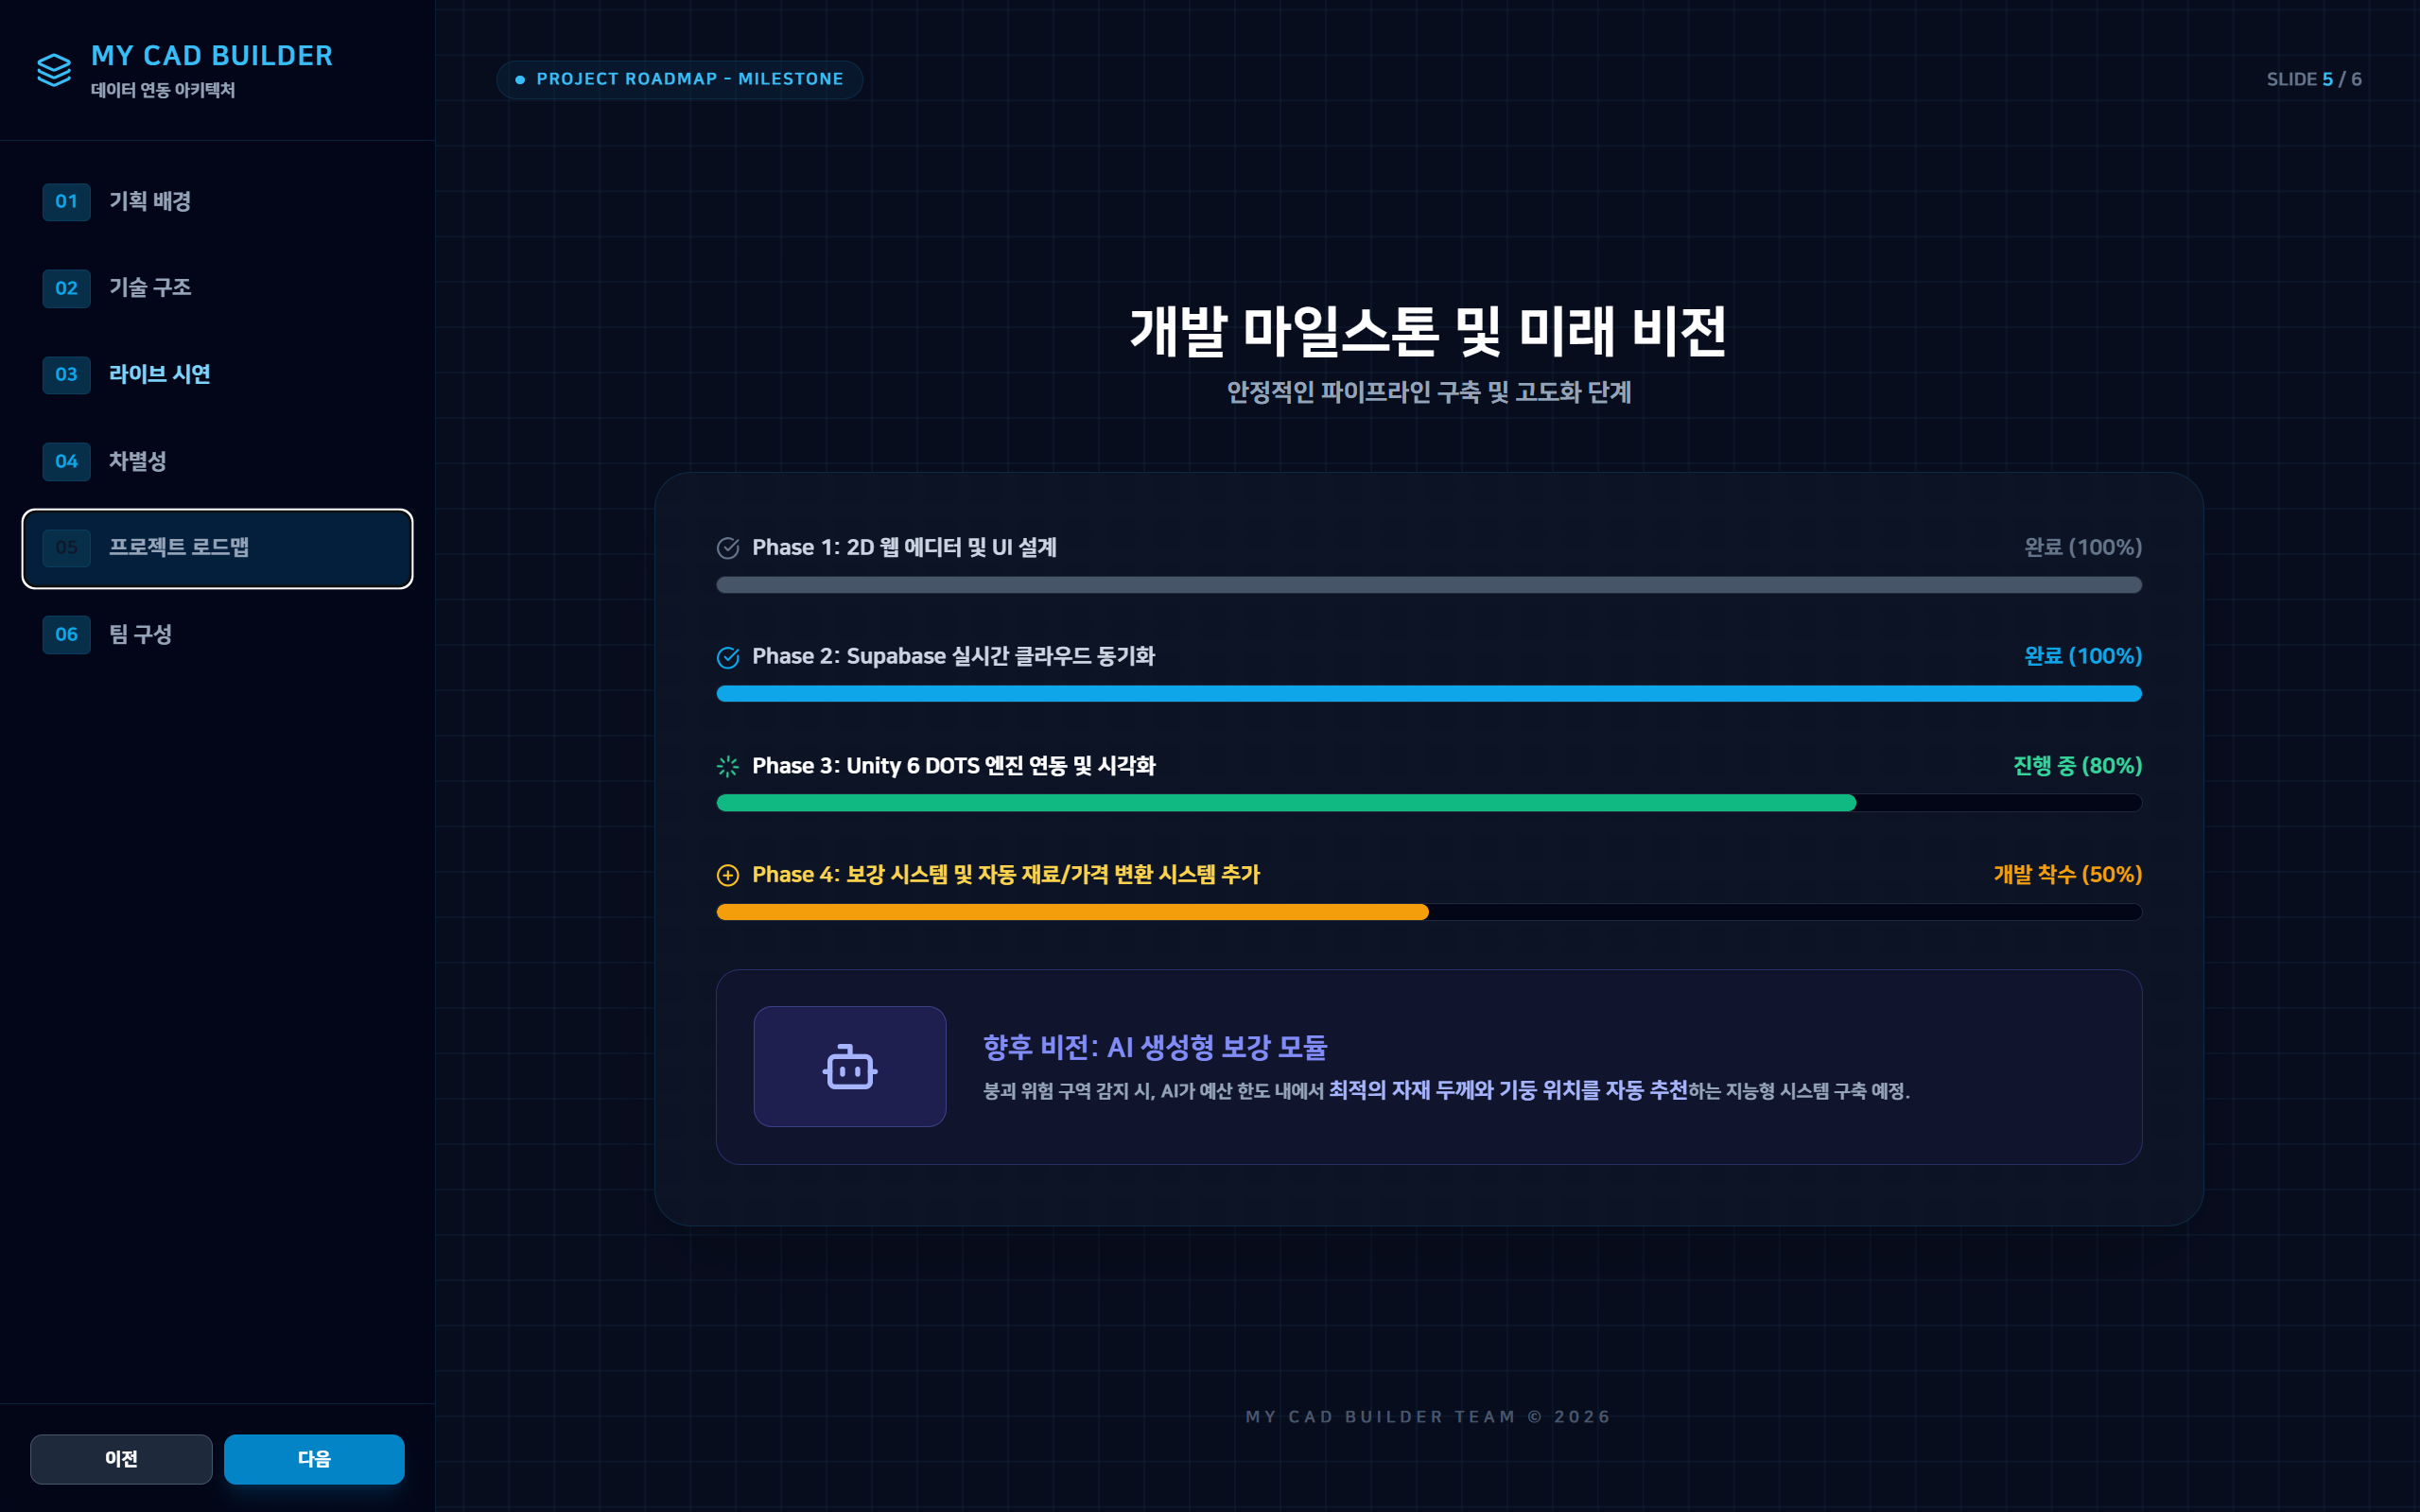 MY CAD BUILDER
데이터 연동 아키텍처
01 기획 배경
02 기술 구조
03 라이브 시연
04 차별성
05 프로젝트 로드맵
06 팀 구성
이전
다음
PROJECT ROADMAP - MILESTONE
SLIDE 5 / 6
개발 마일스톤 및 미래 비전
안정적인 파이프라인 구축 및 고도화 단계
Phase 1: 2D 웹 에디터 및 UI 설계 완료 (100%)
Phase 2: Supabase 실시간 클라우드 동기화 완료 (100%)
Phase 3: Unity 6 DOTS 엔진 연동 및 시각화 진행 중 (80%)
Phase 4: 보강 시스템 및 자동 재료/가격 변환 시스템 추가 개발 착수 (50%)
향후 비전: AI 생성형 보강 모듈
붕괴 위험 구역 감지 시, AI가 예산 한도 내에서 최적의 자재 두께와 기둥 위치를 자동 추천하는 지능형 시스템 구축 예정.
MY CAD BUILDER TEAM © 2026